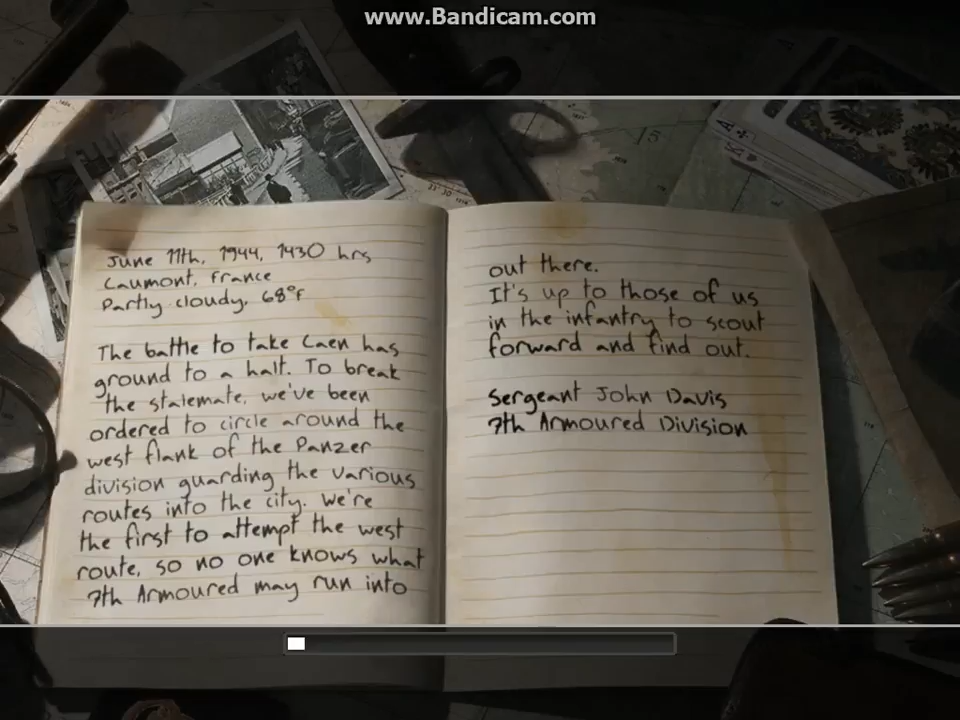 www.Bandicam.com
June 11th, 1944, 1430 hrs
Caumont, France
Partly cloudy, 68°F
The battle to take Caen has
ground to a halt. To break
the stalemate, we've been
ordered to circle around the
west flank of the Panzer
division guarding the various
routes into the city. We're
the first to attempt the west
route, so no one knows what
7th Armoured may run into
out there.
It's up to those of us
in the infantry to scout
forward and find out.
Sergeant John Davis
7th Armoured Division